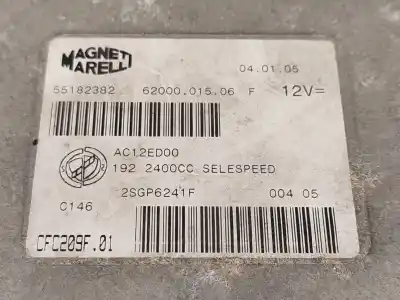 MAGNETI
MARELLI
04.01.05
55182382 62000.015.06 F 12V=
AC12ED00
192 2400CC SELESPEED
2SGP6241F 004 05
C146
CFC209F.01